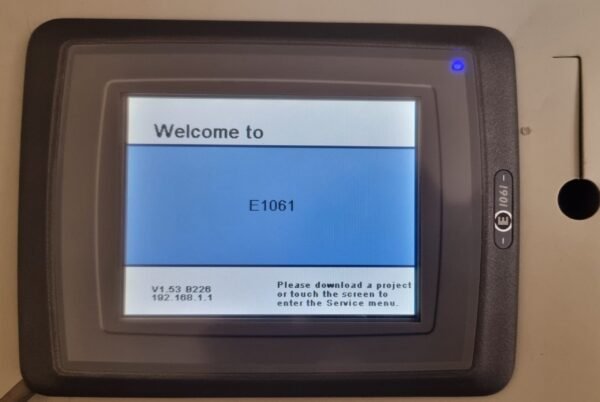 Welcome to
E1061
V1.53 B226
192.168.1.1
Please download a project
or touch the screen to
enter the Service menu.
E 1061